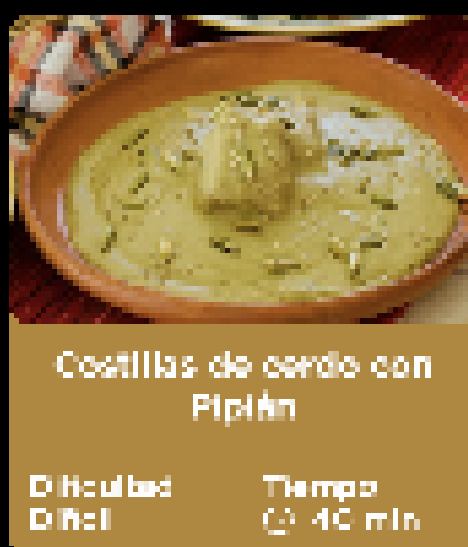 Costillas de cerdo con
Pipián
Dificultad
Difícil
Tiempo
40 min